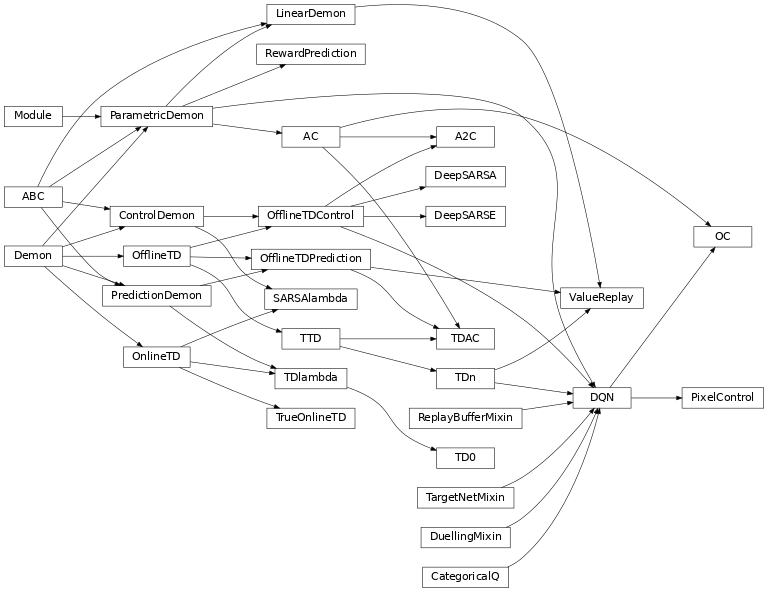 LinearDemon
RewardPrediction
Module
ParametricDemon
AC
A2C
DeepSARSA
ABC
ControlDemon
OfflineTDControl
DeepSARSE
OC
Demon
OfflineTD
OfflineTDPrediction
PredictionDemon
SARSAlambda
ValueReplay
TTD
TDAC
OnlineTD
TDlambda
TDn
DQN
PixelControl
TrueOnlineTD
ReplayBufferMixin
TD0
TargetNetMixin
DuellingMixin
CategoricalQ